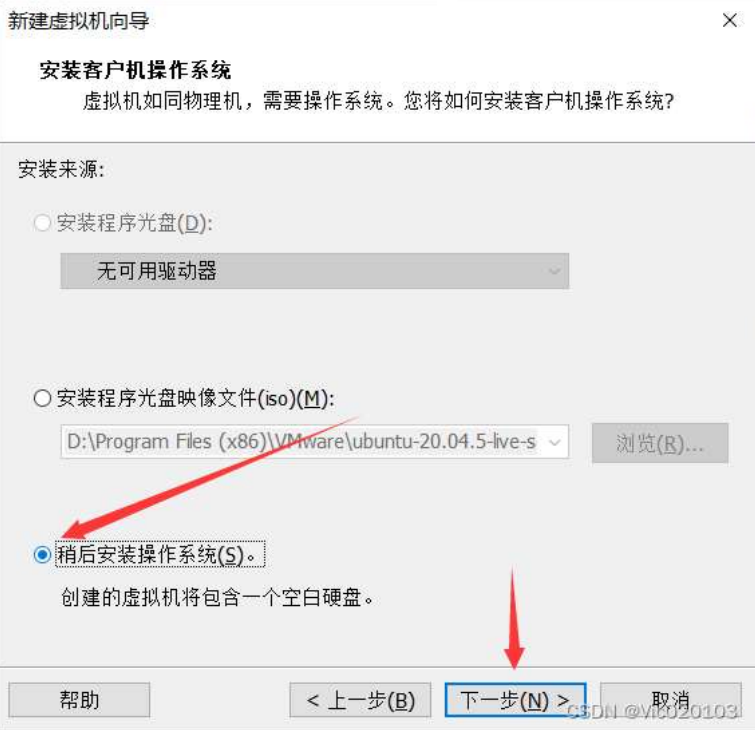 新建虚拟机向导
安装客户机操作系统
虚拟机如同物理机，需要操作系统。您将如何安装客户机操作系统?
安装来源:
安装程序光盘(D):
无可用驱动器
安装程序光盘映像文件(iso)(M):
D:\Program Files (x86)\VMware\ubuntu-20.04.5-live-s
浏览(R)...
稍后安装操作系统(S)。
创建的虚拟机将包含一个空白硬盘。
帮助
< 上一步(B)
下一步(N) >
取消
CSDN @Vic020103